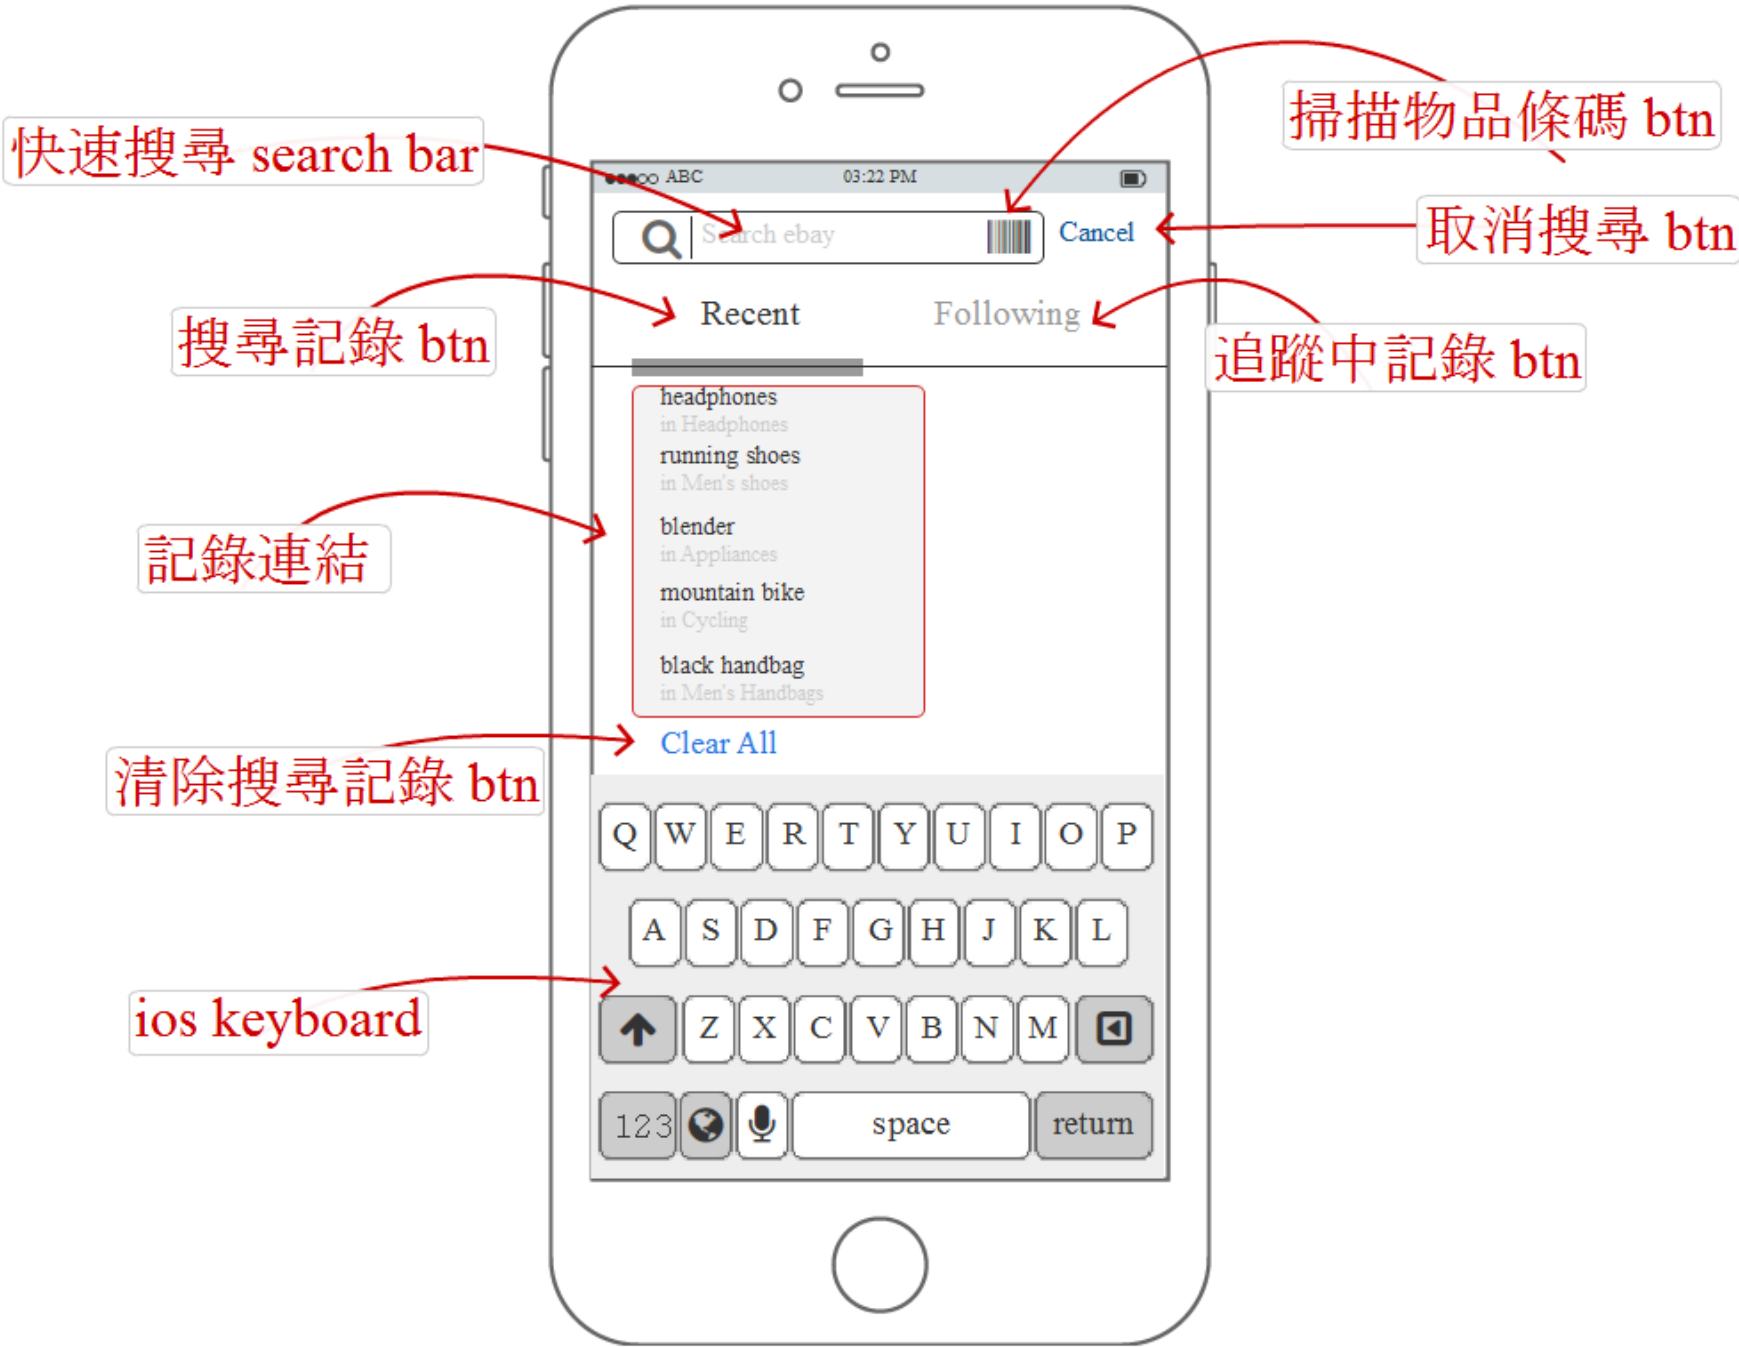 掃描物品條碼 btn
快速搜尋 search bar
ABC 03:22 PM
Search ebay
Cancel
取消搜尋 btn
搜尋記錄 btn
Recent
Following
追蹤中記錄 btn
headphones
in Headphones
running shoes
in Men's shoes
記錄連結
blender
in Appliances
mountain bike
in Cycling
black handbag
in Men's Handbags
清除搜尋記錄 btn
Clear All
Q W E R T Y U I O P
A S D F G H J K L
ios keyboard
Z X C V B N M
123 space return